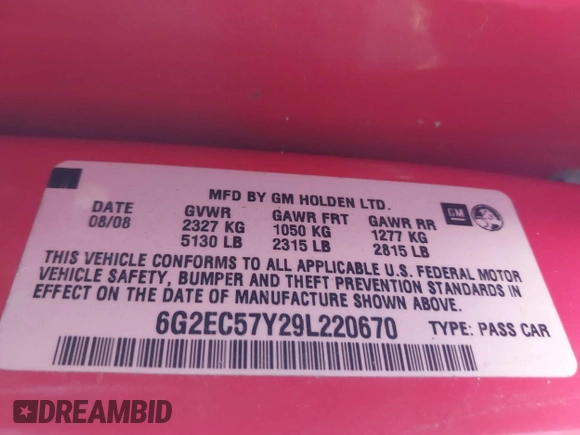 MFD BY GM HOLDEN LTD.
DATE GVWR GAWR FRT GAWR RR
08/08 2327 KG 1050 KG 1277 KG
5130 LB 2315 LB 2815 LB
GM
THIS VEHICLE CONFORMS TO ALL APPLICABLE U.S. FEDERAL MOTOR
VEHICLE SAFETY, BUMPER AND THEFT PREVENTION STANDARDS
IN EFFECT ON THE DATE OF MANUFACTURE SHOWN ABOVE.
6G2EC57Y29L220670 TYPE: PASS CAR
DREAMBID